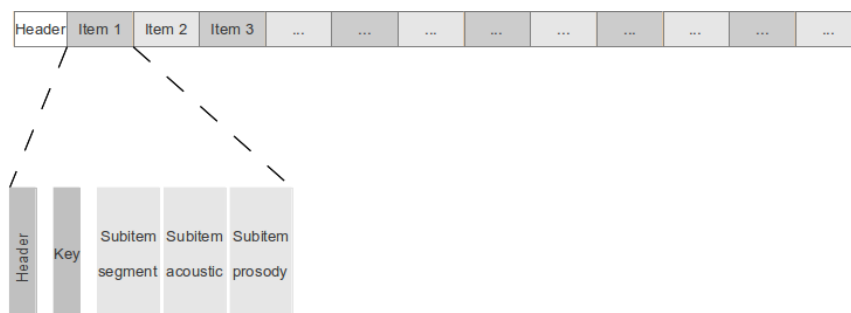 Header Item 1 Item 2 Item 3 ... ... ... ... ... ... ... ... ...
Header
Key
Subitem
segment
Subitem
acoustic
Subitem
prosody